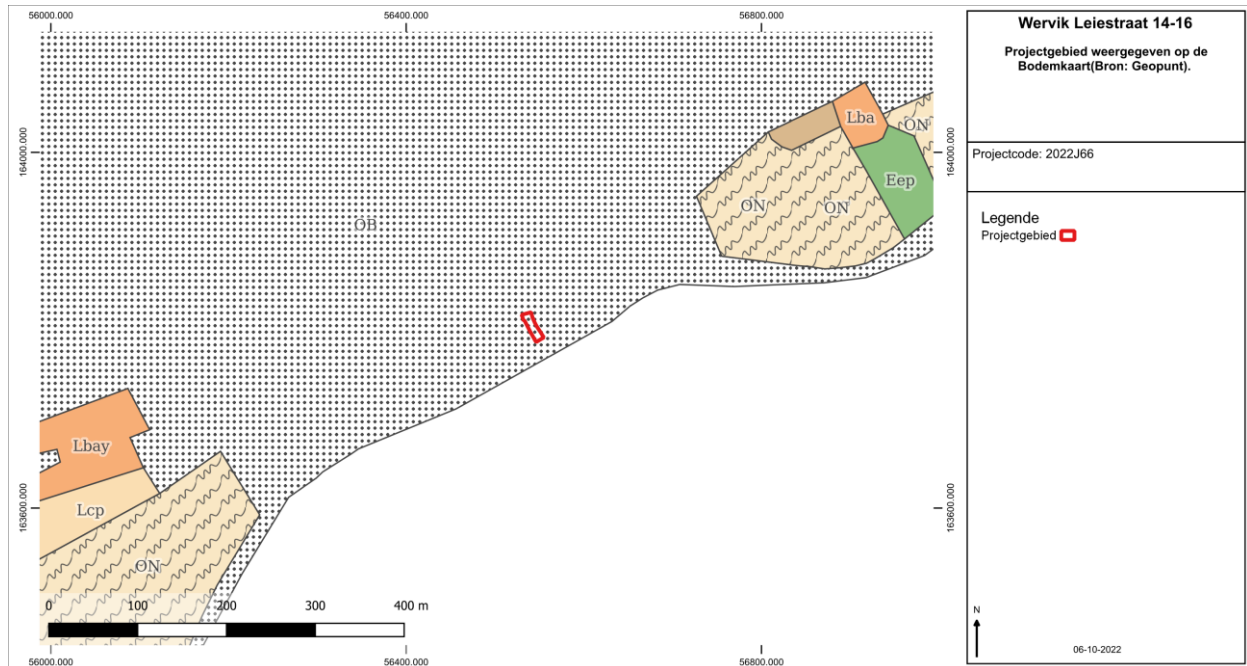 56000.000
56400.000
56800.000
164000.000
164000.000
163600.000
163600.000
Lba
ON
Eep
ON
ON
OB
Lbay
Lcp
ON
0
100
200
300
400 m
56000.000
56400.000
56800.000
Wervik Leiestraat 14-16
Projectgebied weergegeven op de
Bodemkaart(Bron: Geopunt).
Projectcode: 2022J66
Legende
Projectgebied
N
06-10-2022